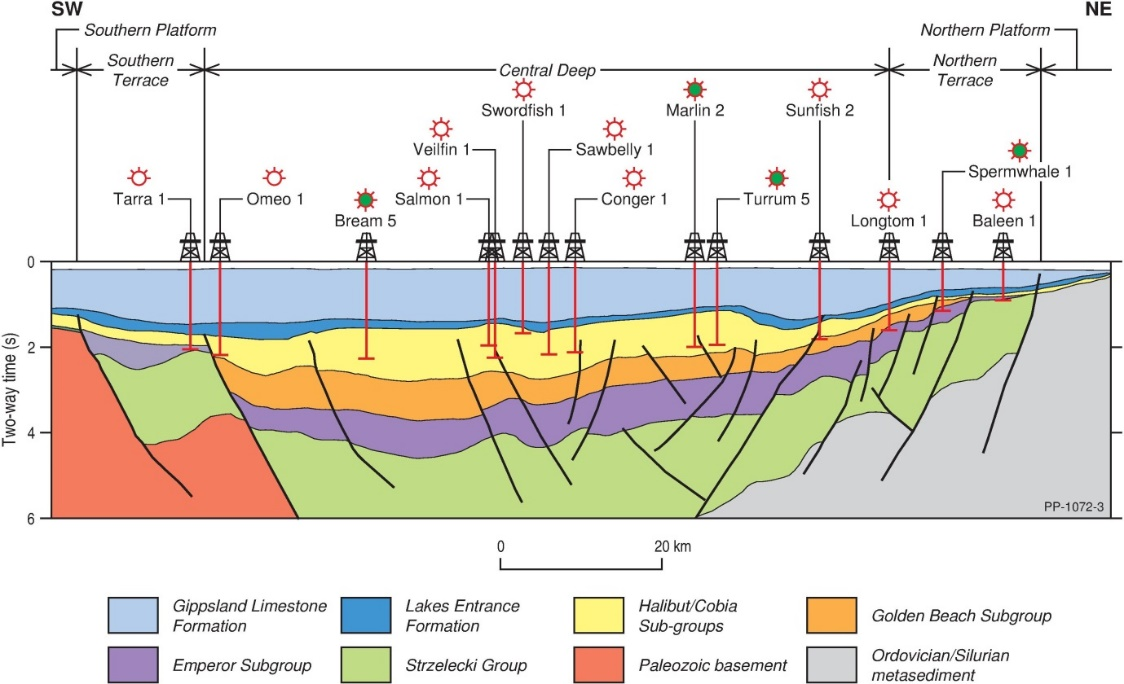 SW
NE
Southern Platform
Northern Platform
Southern
Terrace
Central Deep
Northern
Terrace
Swordfish 1
Marlin 2
Sunfish 2
Veilfin 1
Sawbelly 1
Spermwhale 1
Tarra 1
Omeo 1
Bream 5
Salmon 1
Conger 1
Turrum 5
Longtom 1
Baleen 1
0
2
4
6
Two-way time (s)
PP-1072-3
0
20 km
Gippsland Limestone
Formation
Lakes Entrance
Formation
Halibut/Cobia
Sub-groups
Golden Beach Subgroup
Emperor Subgroup
Strzelecki Group
Paleozoic basement
Ordovician/Silurian
metasediment